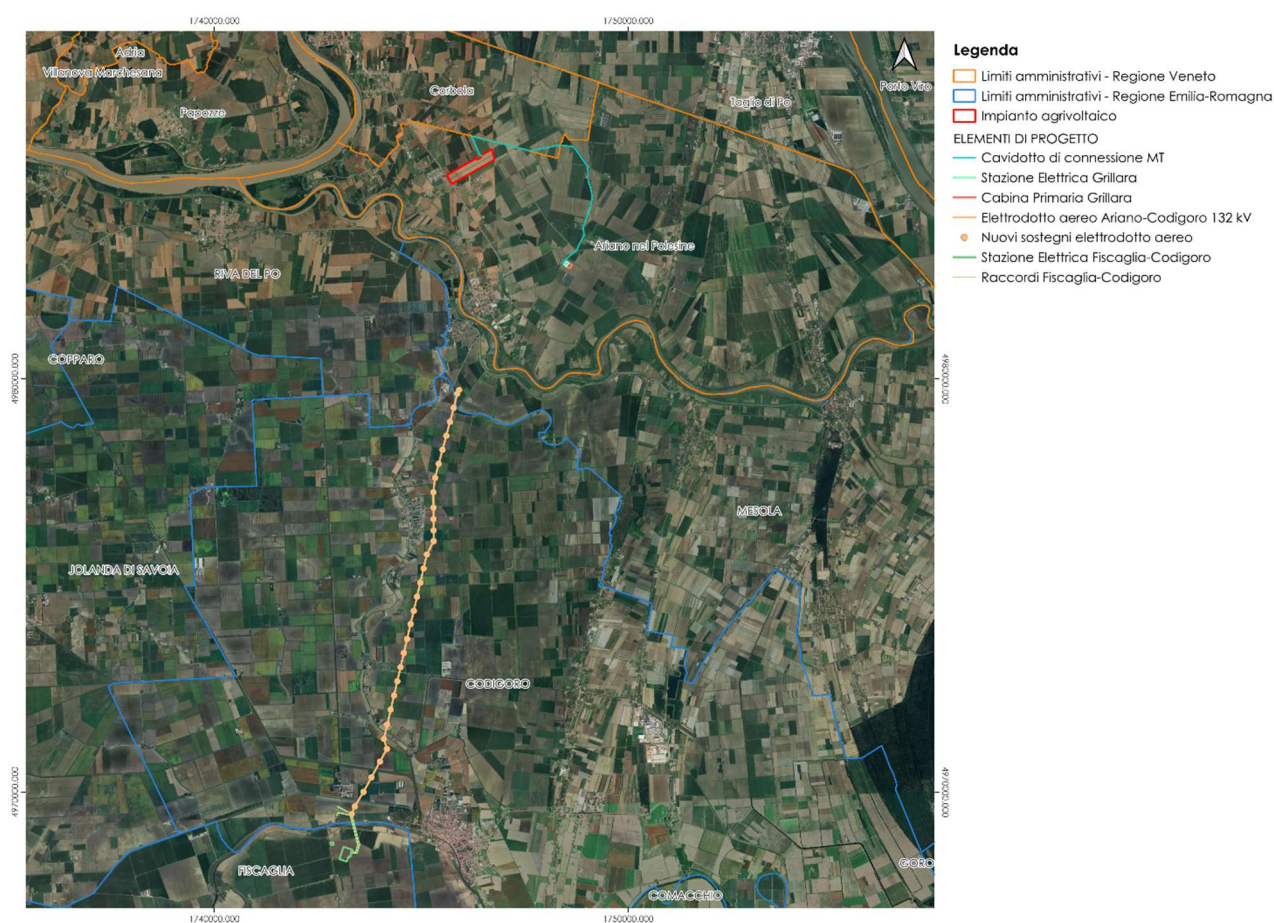 1740000.000
1750000.000
Adria
Villanova Marchesana
Papozze
Corbola
Taglio di Po
Porto Viro
Ariano nel Polesine
RIVA DEL PO
COPPARO
4980000.000
4980000.000
MESOLA
JOLANDA DI SAVOIA
CODIGORO
4970000.000
4970000.000
FISCAGLIA
GORO
COMACCHIO
1740000.000
1750000.000
Legenda
Limiti amministrativi - Regione Veneto
Limiti amministrativi - Regione Emilia-Romagna
Impianto agrivoltaico
ELEMENTI DI PROGETTO
Cavidotto di connessione MT
Stazione Elettrica Grillara
Cabina Primaria Grillara
Elettrodotto aereo Ariano-Codigoro 132 kV
Nuovi sostegni elettrodotto aereo
Stazione Elettrica Fiscaglia-Codigoro
Raccordi Fiscaglia-Codigoro